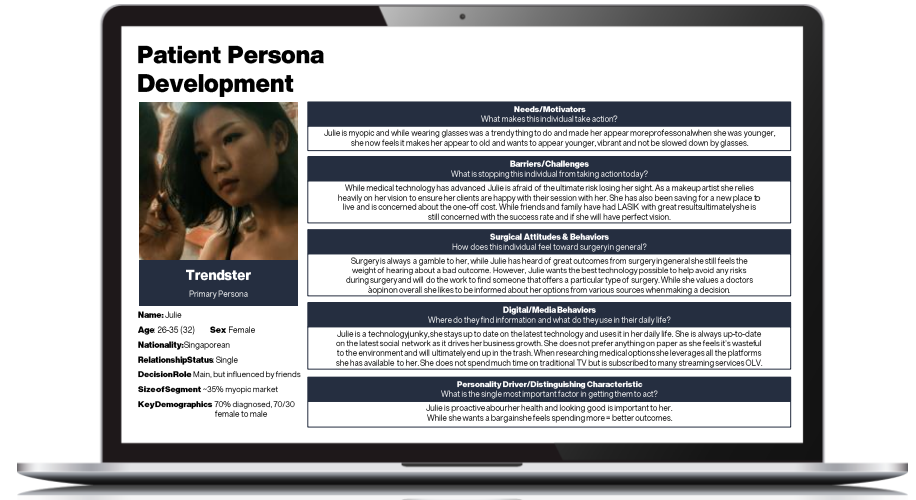 Patient Persona
Development
Trendster
Primary Persona
Name: Julie
Age: 26-35 (32) Sex: Female
Nationality: Singaporean
Relationship Status: Single
Decision Role Main, but influenced by friends
Size of Segment ~35% myopic market
Key Demographics 70% diagnosed, 70/30
female to male
Needs/Motivators
What makes this individual take action?
Julie is myopic and while wearing glasses was a trendy thing to do and made her appear more professonal when she was younger,
she now feels it makes her appear to old and wants to appear younger, vibrant and not be slowed down by glasses.
Barriers/Challenges
What is stopping this individual from taking action today?
While medical technology has advanced Julie is afraid of the ultimate risk losing her sight. As a makeup artist she relies
heavily on her vision to ensure her clients are happy with their session with her. She has also been saving for a new place to
live and is concerned about the one-off cost. While friends and family have had LASIK with great results ultimately she is
still concerned with the success rate and if she will have perfect vision.
Surgical Attitudes & Behaviors
How does this individual feel toward surgery in general?
Surgery is always a gamble to her, while Julie has heard of great outcomes from surgery in general she still feels the
weight of hearing about a bad outcome. However, Julie wants the best technology possible to help avoid any risks
during surgery and will do the work to find someone that offers a particular type of surgery. While she values a doctors
àopinon overall she likes to be informed about her options from various sources when making a decision.
Digital/Media Behaviors
Where do they find information and what do they use in their daily life?
Julie is a technology junky, she stays up to date on the latest technology and uses it in her daily life. She is always up-to-date
on the latest social network as it drives her business growth. She does not prefer anything on paper as she feels it's wasteful
to the environment and will ultimately end up in the trash. When researching medical options she leverages all the platforms
she has available to her. She does not spend much time on traditional TV but is subscribed to many streaming services OLV.
Personality Driver/Distinguishing Characteristic
What is the single most important factor in getting them to act?
Julie is proactive abour her health and looking good is important to her.
While she wants a bargain she feels spending more = better outcomes.